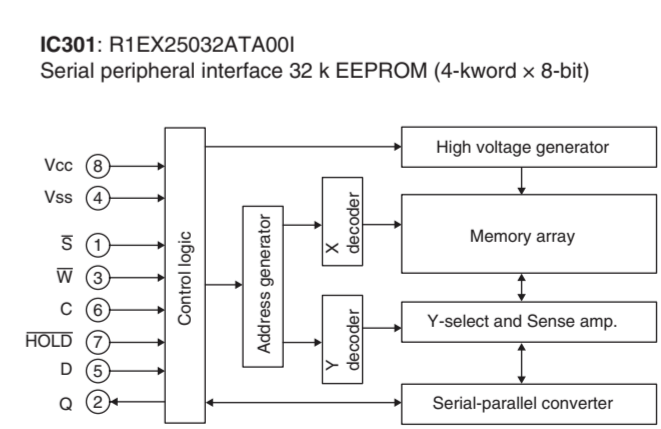 IC301: R1EX25032ATA00I
Serial peripheral interface 32 k EEPROM (4-kword × 8-bit)
Vcc 8
Vss 4
S̅ 1
W̅ 3
C 6
H̅O̅L̅D̅ 7
D 5
Q 2
Control logic
Address generator
X decoder
Y decoder
High voltage generator
Memory array
Y-select and Sense amp.
Serial-parallel converter